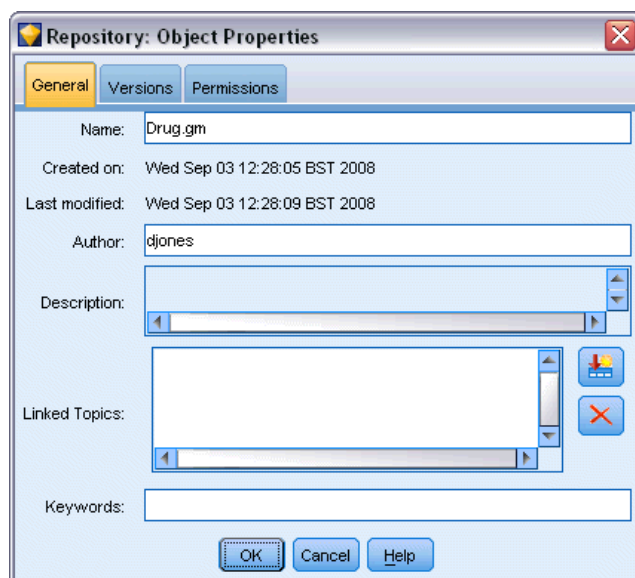 Repository: Object Properties
General Versions Permissions
Name: Drug.gm
Created on: Wed Sep 03 12:28:05 BST 2008
Last modified: Wed Sep 03 12:28:09 BST 2008
Author: djones
Description:
Linked Topics:
Keywords:
OK Cancel Help